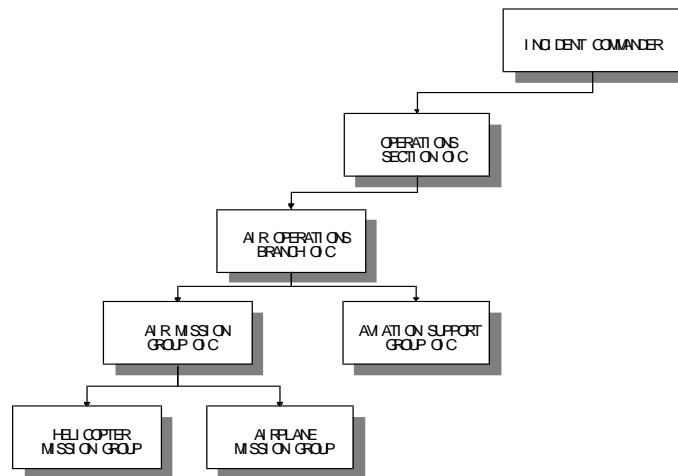 INCIDENT COMMANDER
OPERATIONS
SECTION OIC
AIR OPERATIONS
BRANCH OIC
AIR MISSION
GROUP OIC
AVIATION SUPPORT
GROUP OIC
HELICOPTER
MISSION GROUP
AIRPLANE
MISSION GROUP